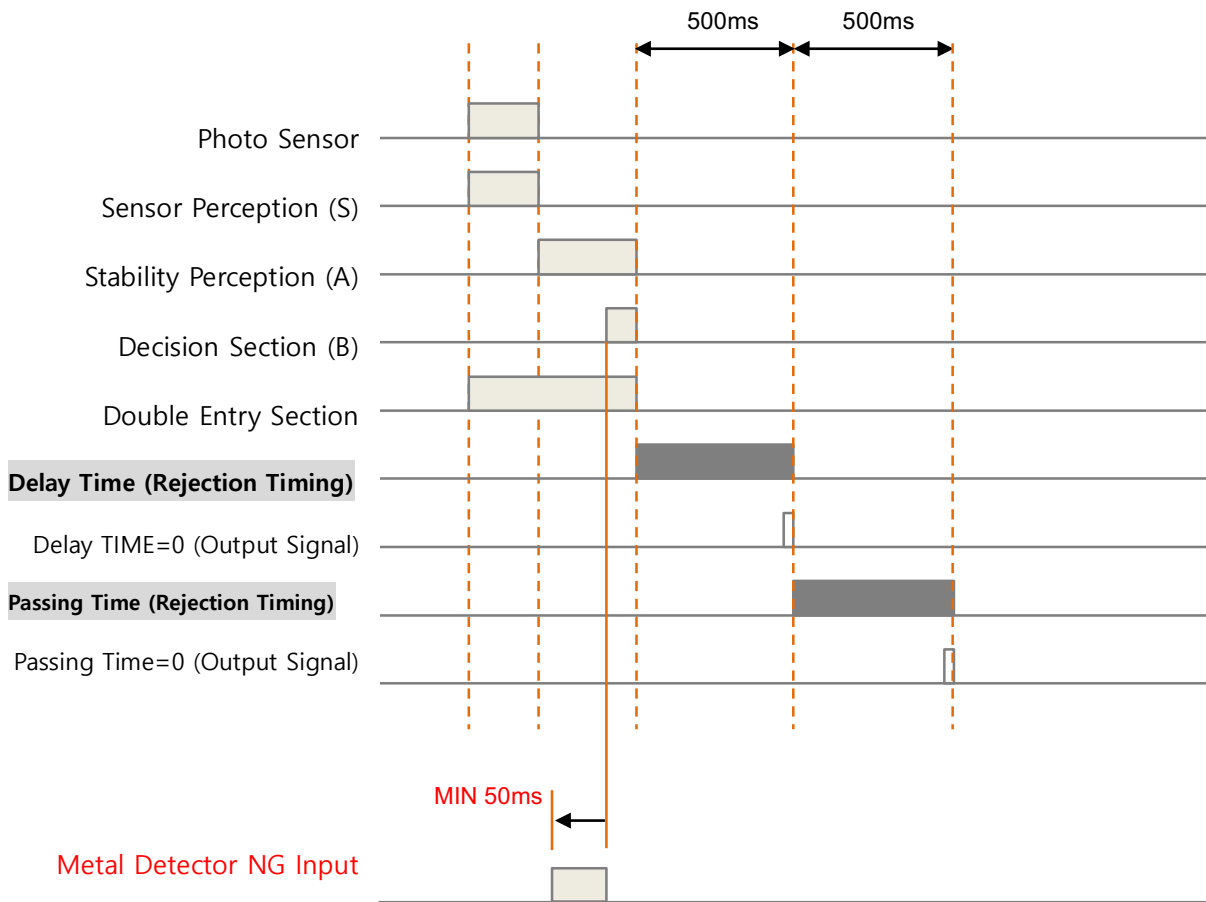 500ms 500ms
Photo Sensor
Sensor Perception (S)
Stability Perception (A)
Decision Section (B)
Double Entry Section
Delay Time (Rejection Timing)
Delay TIME=0 (Output Signal)
Passing Time (Rejection Timing)
Passing Time=0 (Output Signal)
MIN 50ms
Metal Detector NG Input